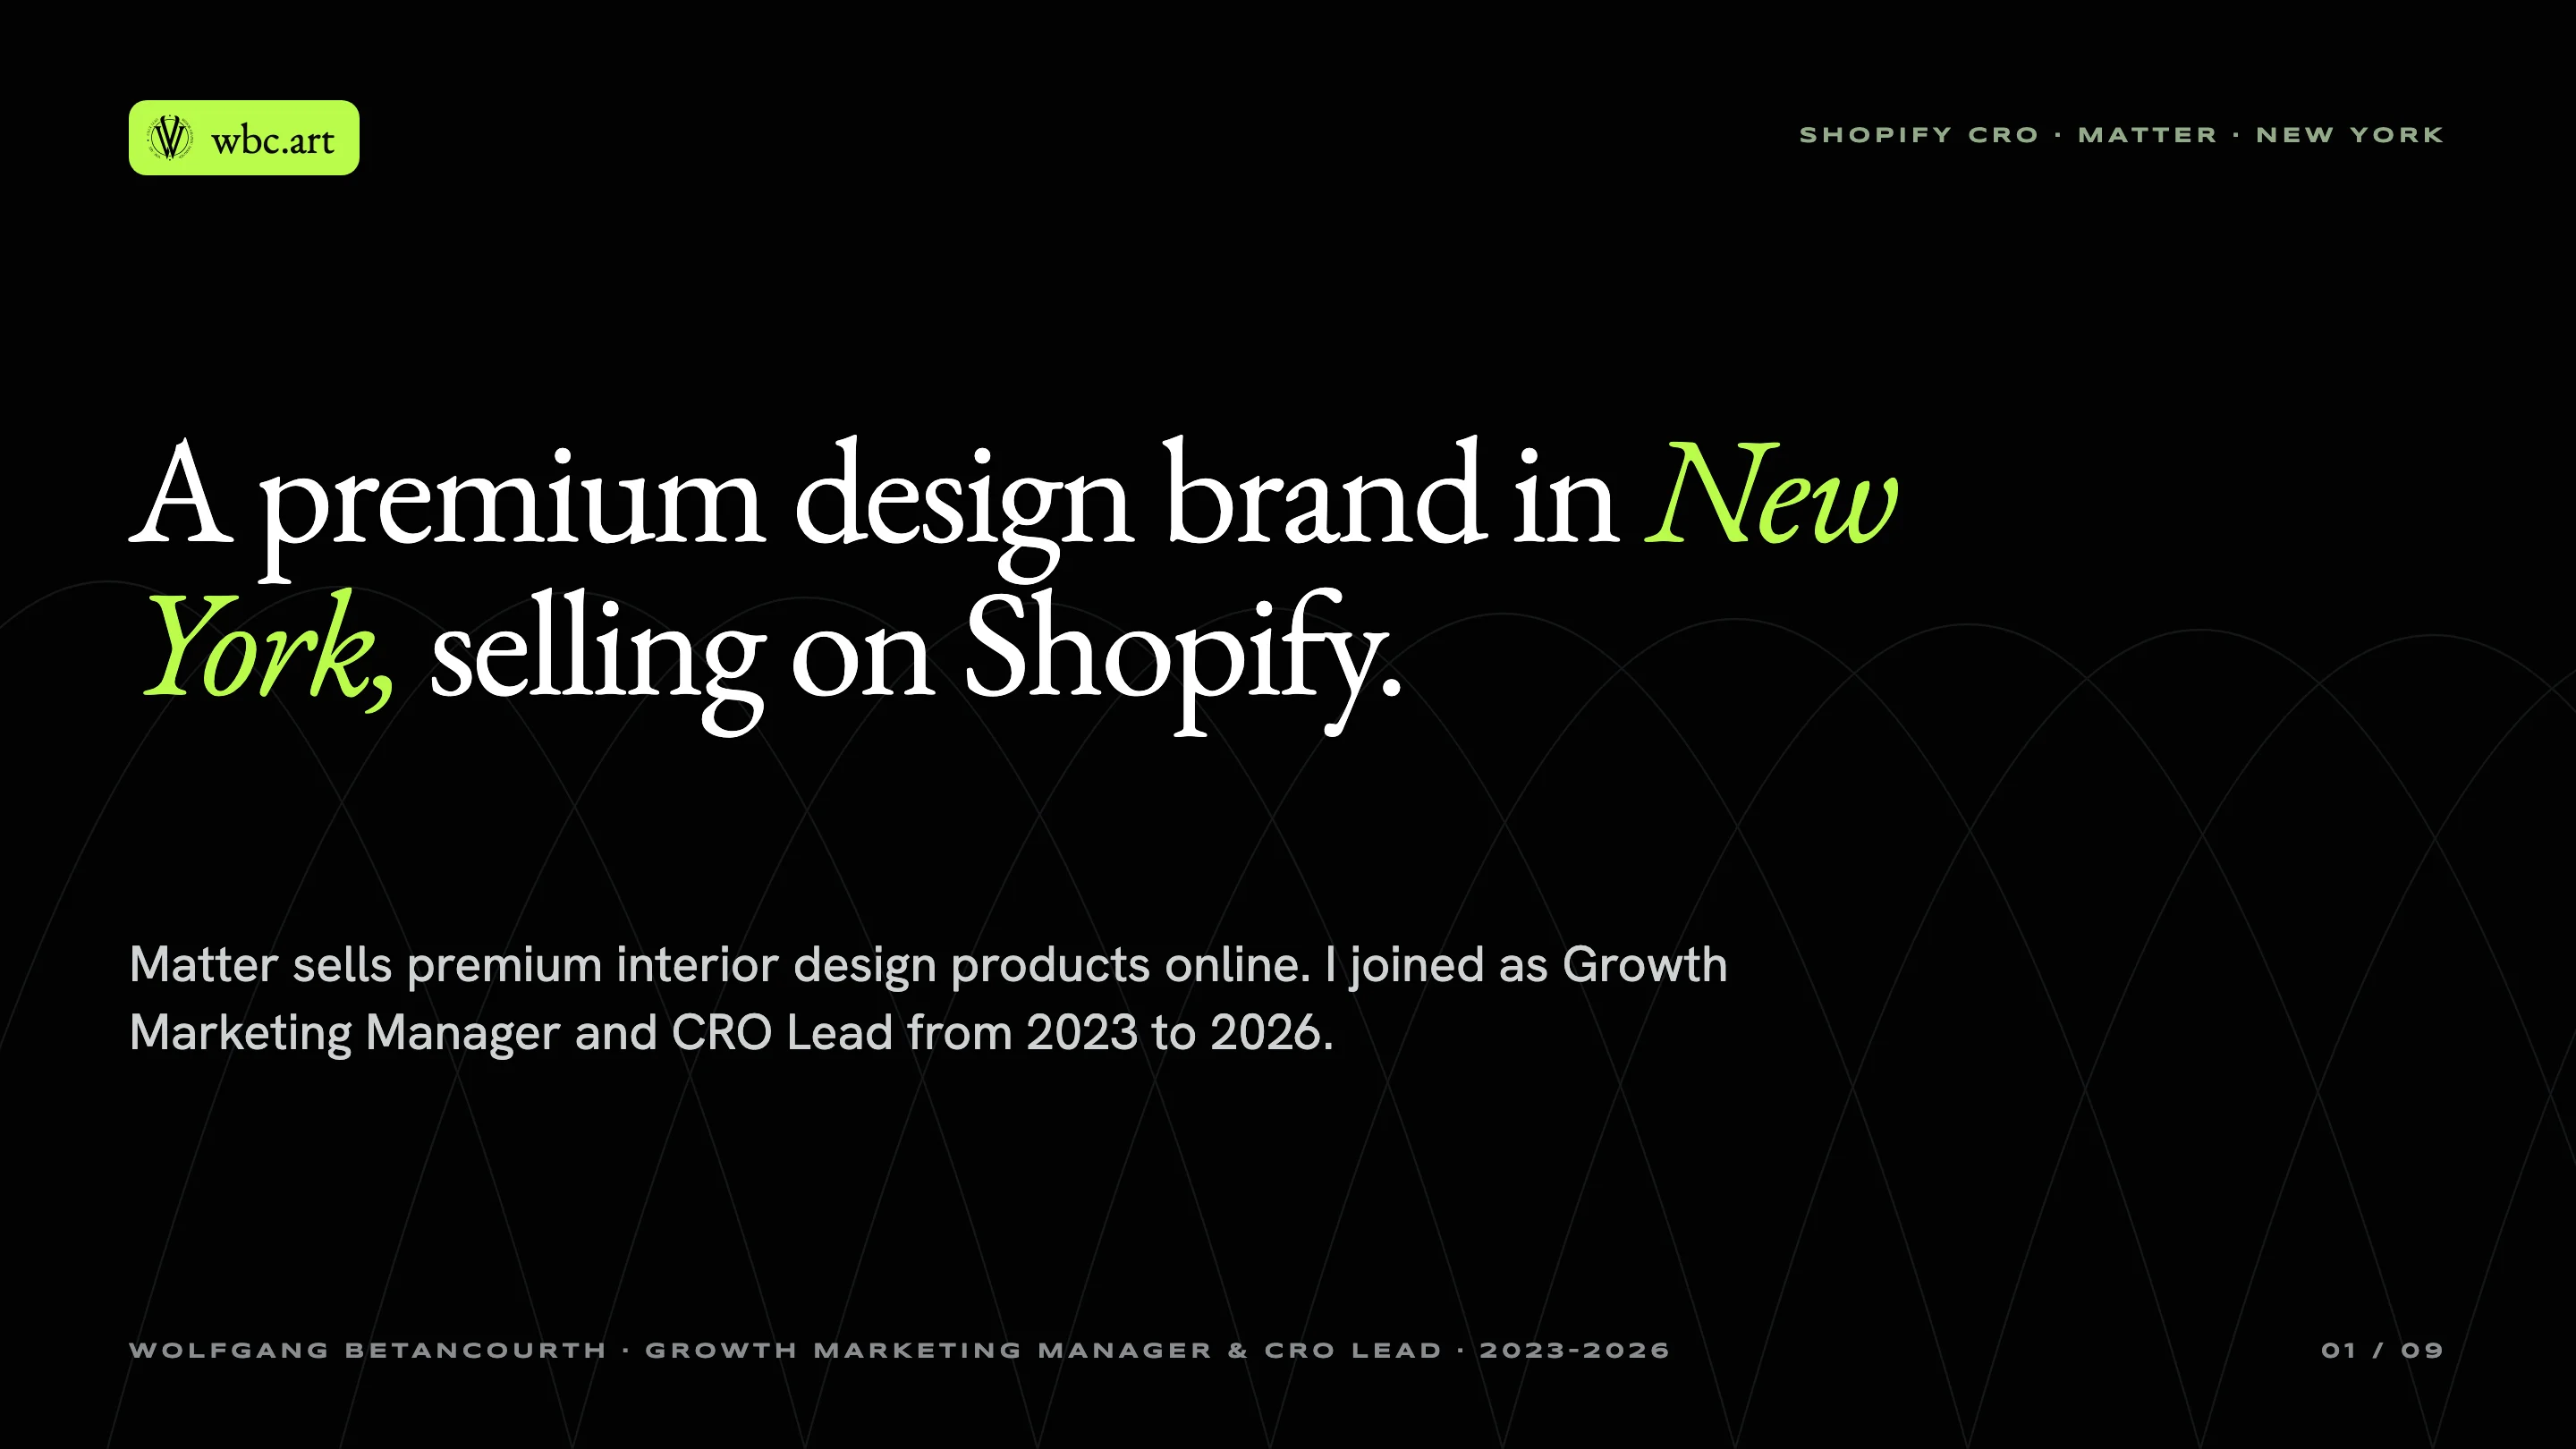 wbc.art
SHOPIFY CRO · MATTER · NEW YORK
A premium design brand in New
York, selling on Shopify.
Matter sells premium interior design products online. I joined as Growth
Marketing Manager and CRO Lead from 2023 to 2026.
WOLFGANG BETANCOURTH · GROWTH MARKETING MANAGER & CRO LEAD · 2023-2026
01 / 09